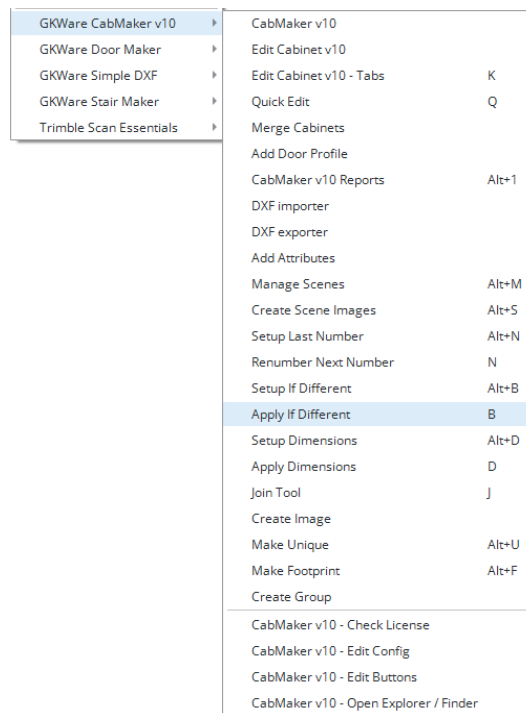 GKWare CabMaker v10
GKWare Door Maker
GKWare Simple DXF
GKWare Stair Maker
Trimble Scan Essentials
CabMaker v10
Edit Cabinet v10
Edit Cabinet v10 - Tabs K
Quick Edit Q
Merge Cabinets
Add Door Profile
CabMaker v10 Reports Alt+1
DXF importer
DXF exporter
Add Attributes
Manage Scenes Alt+M
Create Scene Images Alt+S
Setup Last Number Alt+N
Renumber Next Number N
Setup If Different Alt+B
Apply If Different B
Setup Dimensions Alt+D
Apply Dimensions D
Join Tool J
Create Image
Make Unique Alt+U
Make Footprint Alt+F
Create Group
CabMaker v10 - Check License
CabMaker v10 - Edit Config
CabMaker v10 - Edit Buttons
CabMaker v10 - Open Explorer / Finder